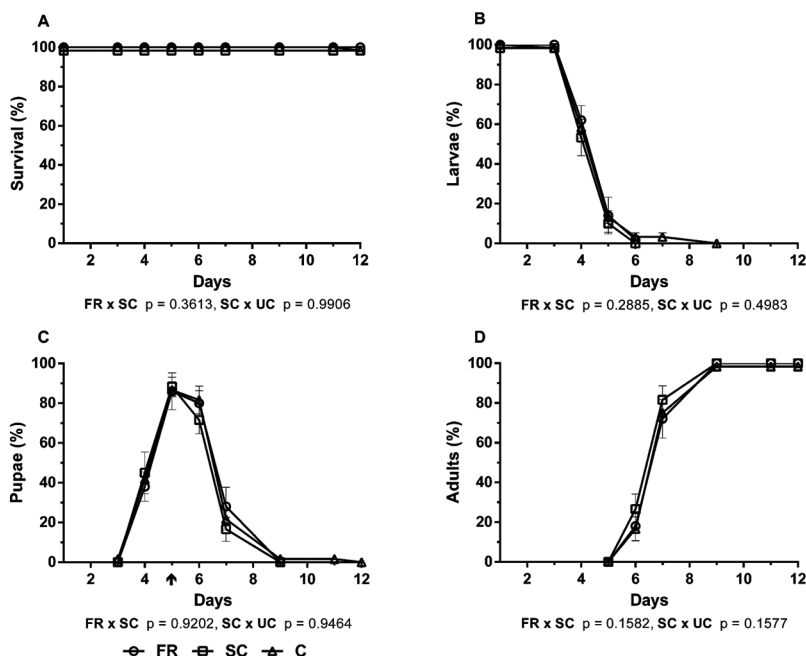 A
100
80
60
40
20
0
Survival (%)
2 4 6 8 10 12
Days
FR x SC p = 0.3613, SC x UC p = 0.9906
B
100
80
60
40
20
0
Larvae (%)
2 4 6 8 10 12
Days
FR x SC p = 0.2885, SC x UC p = 0.4983
C
100
80
60
40
20
0
Pupae (%)
2 4 6 8 10 12
Days
FR x SC p = 0.9202, SC x UC p = 0.9464
D
100
80
60
40
20
0
Adults (%)
2 4 6 8 10 12
Days
FR x SC p = 0.1582, SC x UC p = 0.1577
FR SC C